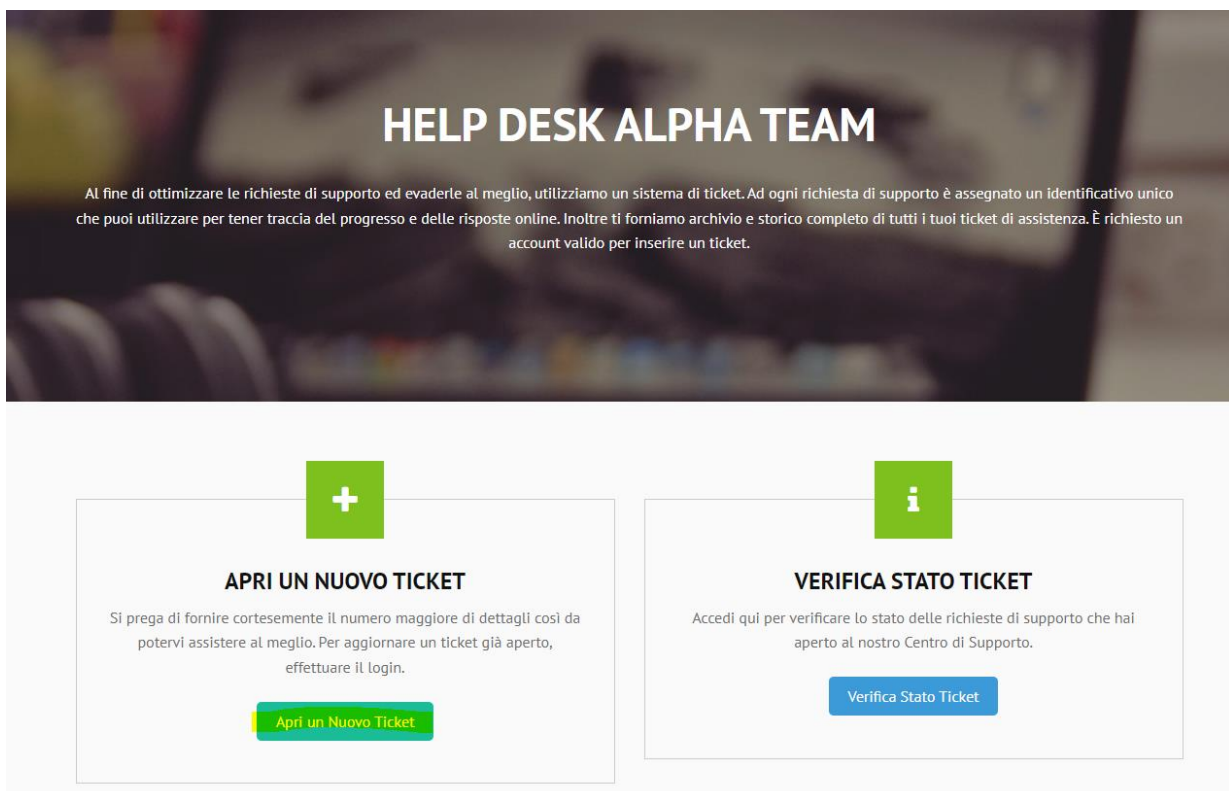 HELP DESK ALPHA TEAM
Al fine di ottimizzare le richieste di supporto ed evaderle al meglio, utilizziamo un sistema di ticket. Ad ogni richiesta di supporto è assegnato un identificativo unico
che puoi utilizzare per tener traccia del progresso e delle risposte online. Inoltre ti forniamo archivio e storico completo di tutti i tuoi ticket di assistenza. È richiesto un
account valido per inserire un ticket.
APRI UN NUOVO TICKET
Si prega di fornire cortesemente il numero maggiore di dettagli così da
potervi assistere al meglio. Per aggiornare un ticket già aperto,
effettuare il login.
Apri un Nuovo Ticket
VERIFICA STATO TICKET
Accedi qui per verificare lo stato delle richieste di supporto che hai
aperto al nostro Centro di Supporto.
Verifica Stato Ticket